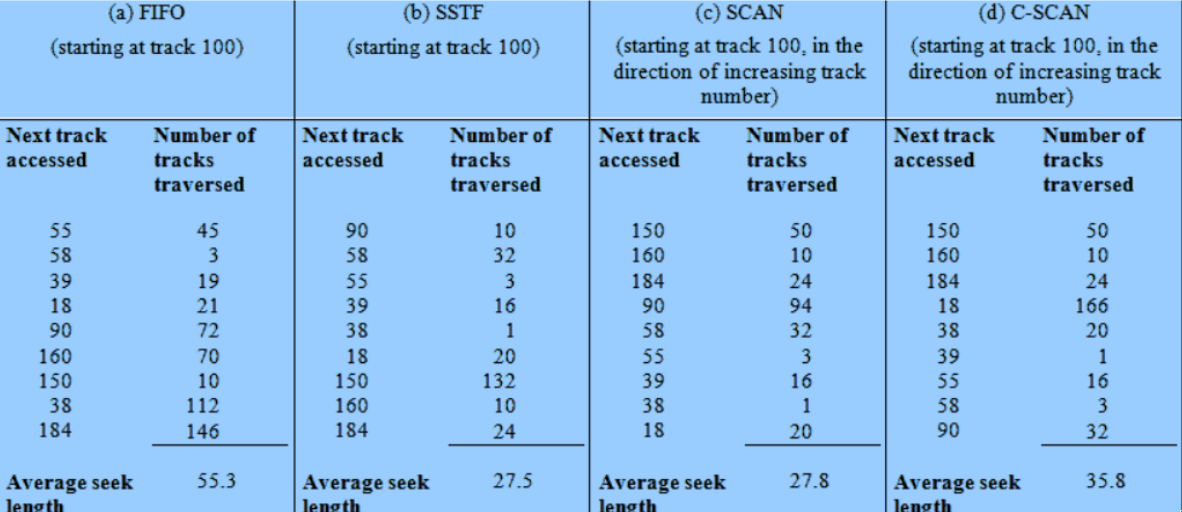 (a) FIFO (b) SSTF (c) SCAN (d) C-SCAN
(starting at track 100) (starting at track 100) (starting at track 100, in the (starting at track 100, in the
direction of increasing track direction of increasing track
number) number)
Next track Number of Next track Number of Next track Number of Next track Number of
accessed tracks accessed tracks accessed tracks accessed tracks
traversed traversed traversed traversed
55 45 90 10 150 50 150 50
58 3 58 32 160 10 160 10
39 19 55 3 184 24 184 24
18 21 39 16 90 94 18 166
90 72 38 1 58 32 38 20
160 70 18 20 55 3 39 1
150 10 150 132 39 16 55 16
38 112 160 10 38 1 58 3
184 146 184 24 18 20 90 32
Average seek 55.3 Average seek 27.5 Average seek 27.8 Average seek 35.8
length length length length